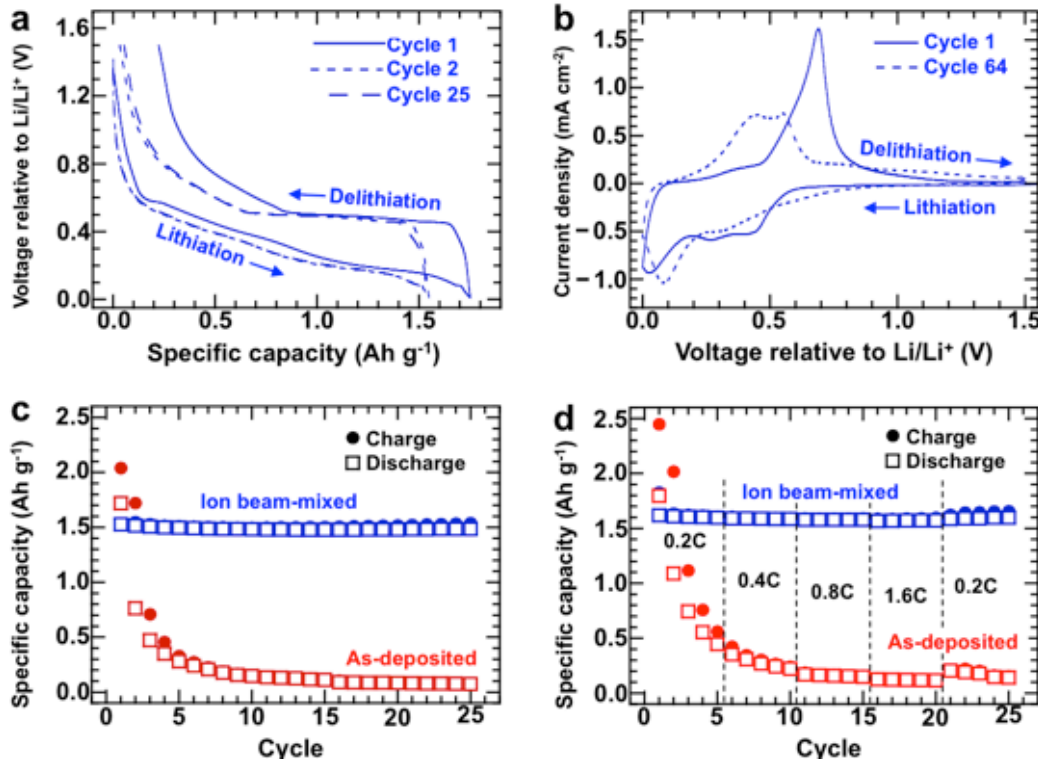 a
Voltage relative to Li/Li⁺ (V)
1.6
1.2
0.8
0.4
0.0
Cycle 1
Cycle 2
Cycle 25
Delithiation
Lithiation
0.0
0.5
1.0
1.5
Specific capacity (Ah g⁻¹)
b
Current density (mA cm⁻²)
1.5
1.0
0.5
0.0
−0.5
−1.0
Cycle 1
Cycle 64
Delithiation
Lithiation
0.0
0.5
1.0
1.5
Voltage relative to Li/Li⁺ (V)
c
Specific capacity (Ah g⁻¹)
2.5
2.0
1.5
1.0
0.5
0.0
Charge
Discharge
Ion beam-mixed
As-deposited
0
5
10
15
20
25
Cycle
d
Specific capacity (Ah g⁻¹)
2.5
2.0
1.5
1.0
0.5
0.0
Charge
Discharge
Ion beam-mixed
0.2C
0.4C
0.8C
1.6C
0.2C
As-deposited
0
5
10
15
20
25
Cycle